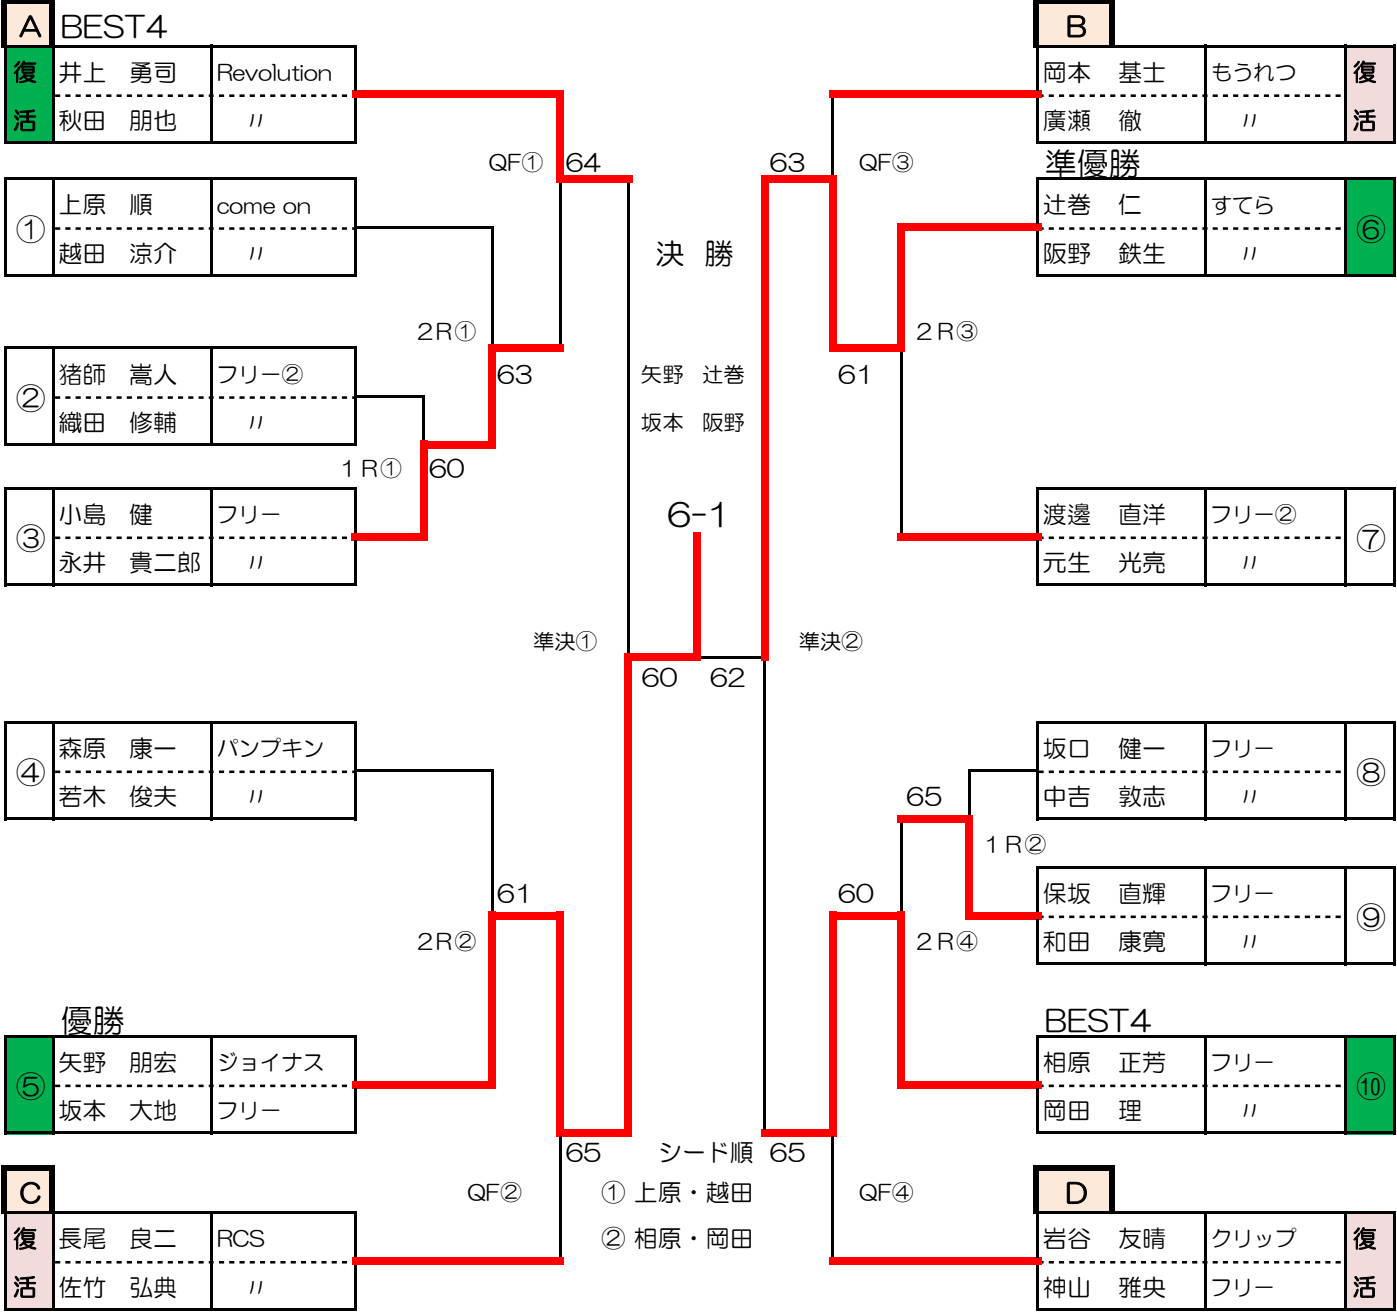 A BEST4
復活 井上 勇司 Revolution
秋田 朋也 〃
QF① 64
① 上原 順 come on
越田 涼介 〃
2R①
63
② 猪師 嵩人 フリー②
織田 修輔 〃
1R① 60
③ 小島 健 フリー
永井 貴二郎 〃
④ 森原 康一 パンプキン
若木 俊夫 〃
61
2R②
優勝
⑤ 矢野 朋宏 ジョイナス
坂本 大地 フリー
65
QF②
C
復活 長尾 良二 RCS
佐竹 弘典 〃
決 勝
矢野 辻巻
坂本 阪野
6-1
準決① 準決②
60 62
シード順
① 上原・越田
② 相原・岡田
B
岡本 基士 もうれつ 復活
廣瀬 徹 〃
63 QF③
準優勝
辻巻 仁 すてら ⑥
阪野 鉄生 〃
2R③
61
渡邊 直洋 フリー② ⑦
元生 光亮 〃
坂口 健一 フリー ⑧
中吉 敦志 〃
65
1R②
保坂 直輝 フリー ⑨
和田 康寛 〃
60
2R④
BEST4
相原 正芳 フリー ⑩
岡田 理 〃
65
QF④
D
岩谷 友晴 クリップ 復活
神山 雅央 フリー